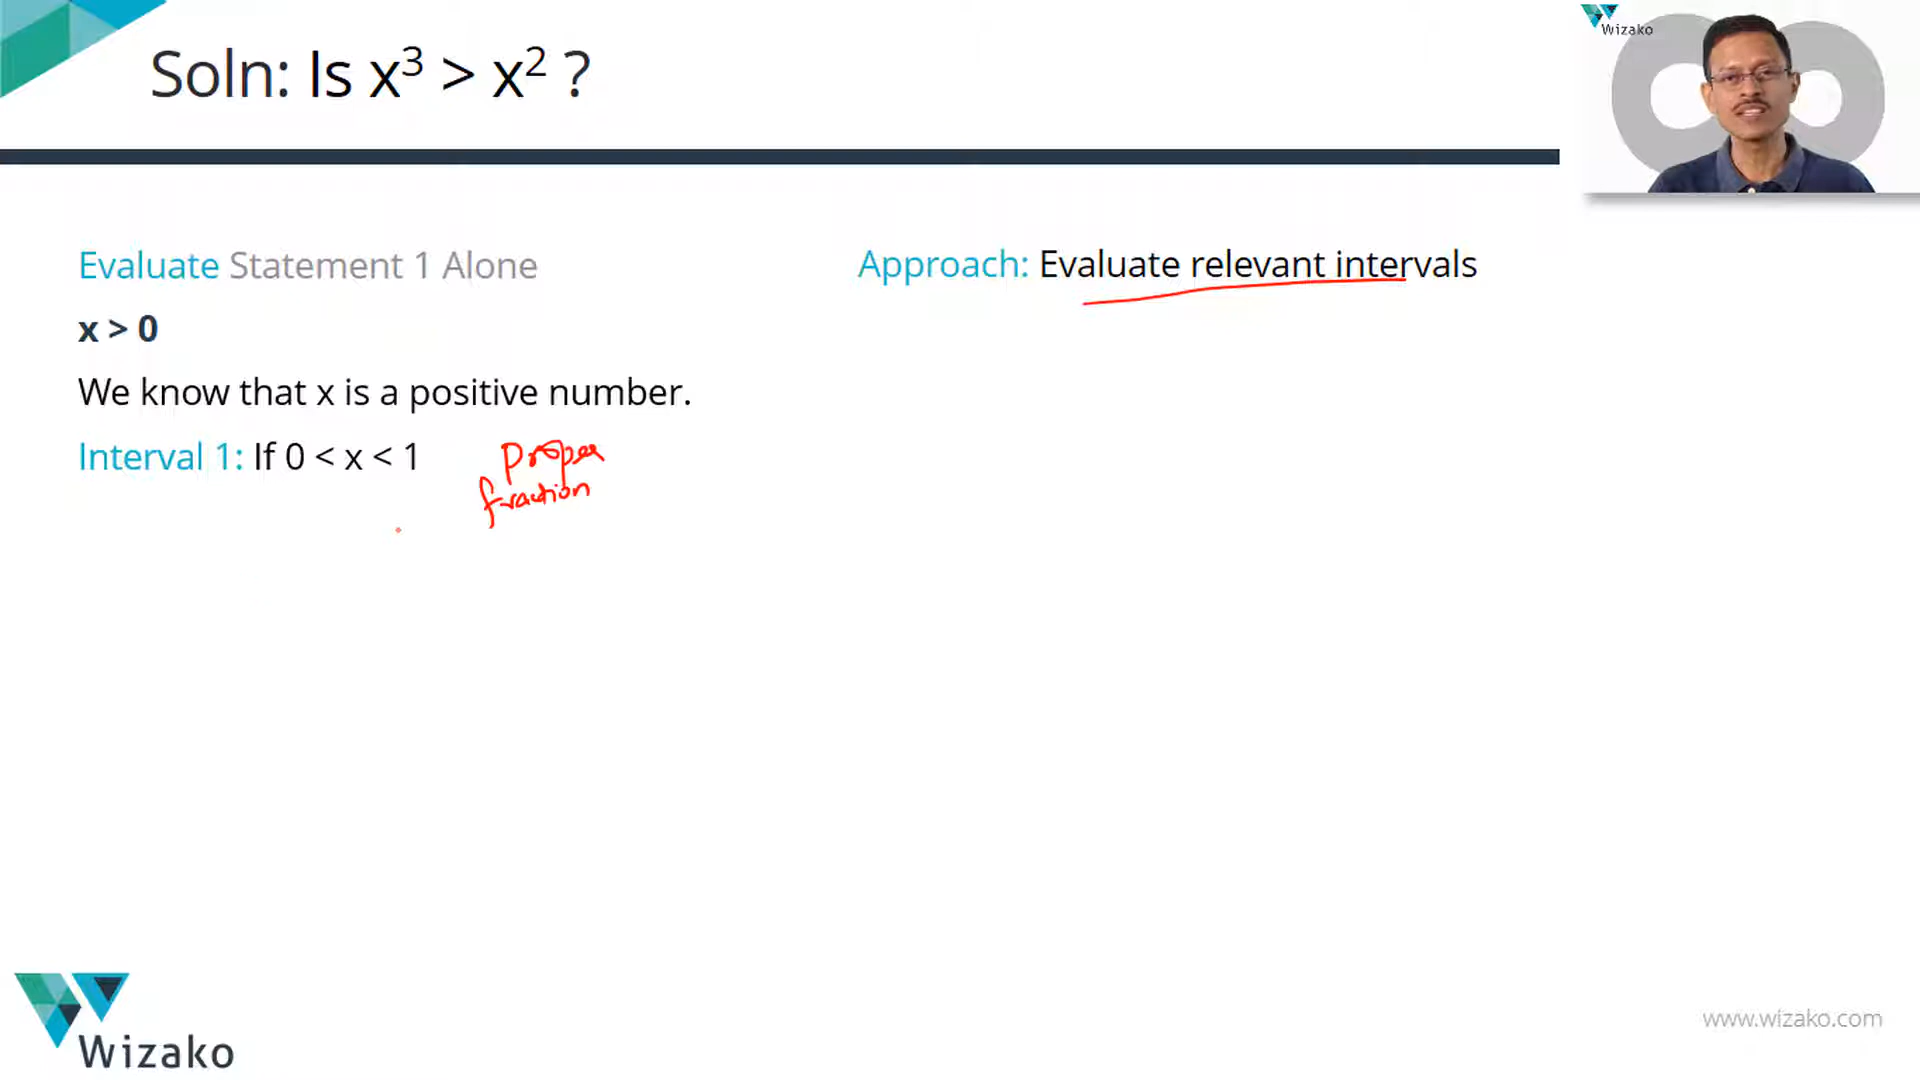 Soln: Is x³ > x² ?
Wizako
Evaluate Statement 1 Alone
Approach: Evaluate relevant intervals
x > 0
We know that x is a positive number.
Interval 1: If 0 < x < 1
Proper
fraction
Wizako
www.wizako.com